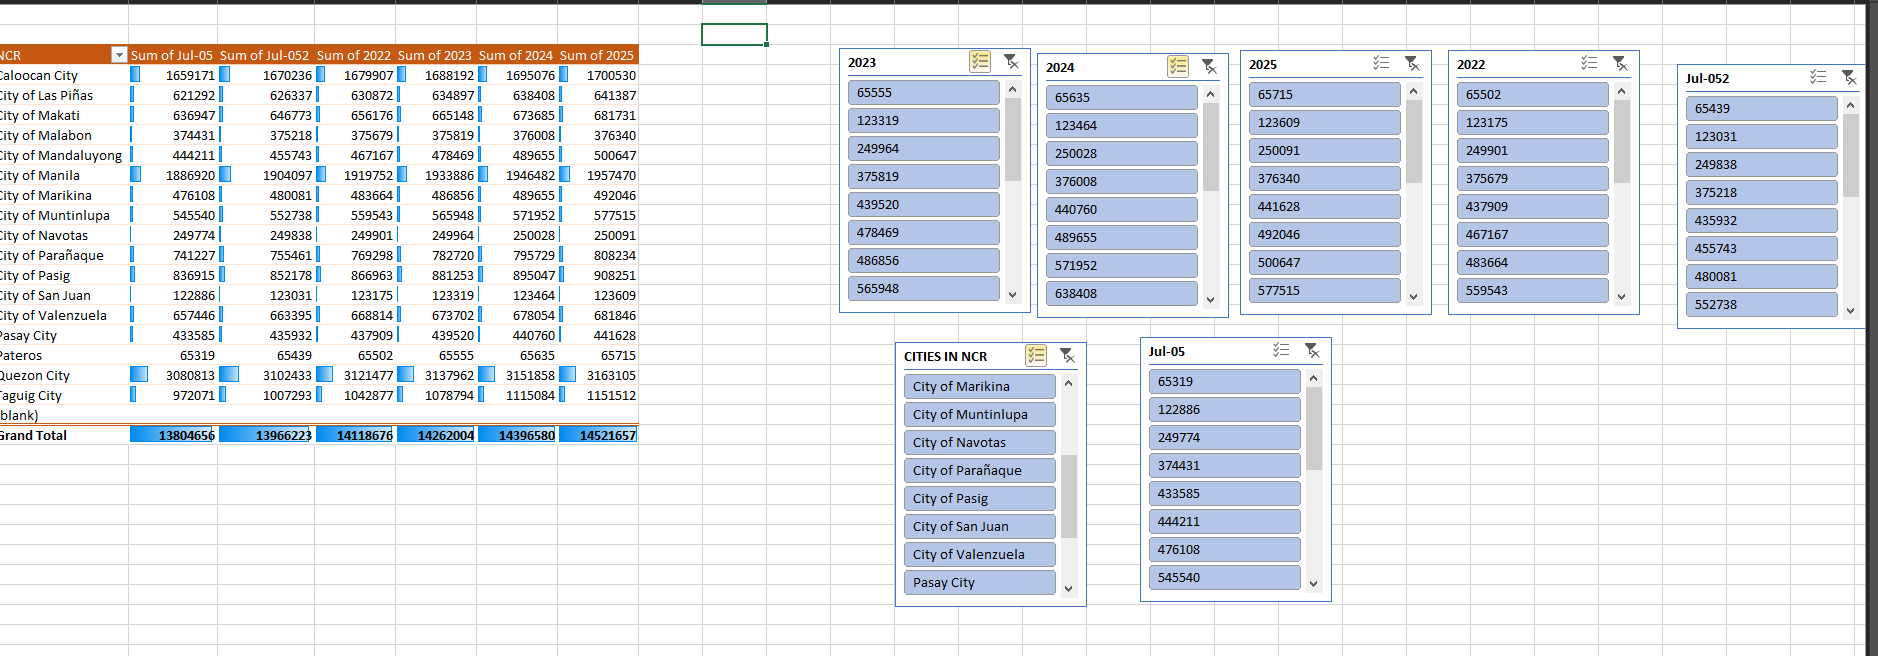 NCR Sum of Jul-05 Sum of Jul-052 Sum of 2022 Sum of 2023 Sum of 2024 Sum of 2025
Caloocan City 1659171 1670236 1679907 1688192 1695076 1700530
City of Las Piñas 621292 626337 630872 634897 638408 641387
City of Makati 636947 646773 656176 665148 673685 681731
City of Malabon 374431 375218 375679 375819 376008 376340
City of Mandaluyong 444211 455743 467167 478469 489655 500647
City of Manila 1886920 1904097 1919752 1933886 1946482 1957470
City of Marikina 476108 480081 483664 486856 489655 492046
City of Muntinlupa 545540 552738 559543 565948 571952 577515
City of Navotas 249774 249838 249901 249964 250028 250091
City of Parañaque 741227 755461 769298 782720 795729 808234
City of Pasig 836915 852178 866963 881253 895047 908251
City of San Juan 122886 123031 123175 123319 123464 123609
City of Valenzuela 657446 663395 668814 673702 678054 681846
Pasay City 433585 435932 437909 439520 440760 441628
Pateros 65319 65439 65502 65555 65635 65715
Quezon City 3080813 3102433 3121477 3137962 3151858 3163105
Taguig City 972071 1007293 1042877 1078794 1115084 1151512
blank)
Grand Total 13804656 13966223 14118676 14262004 14396580 14521657
2023
65555
123319
249964
375819
439520
478469
486856
565948
2024
65635
123464
250028
376008
440760
489655
571952
638408
2025
65715
123609
250091
376340
441628
492046
500647
577515
2022
65502
123175
249901
375679
437909
467167
483664
559543
Jul-052
65439
123031
249838
375218
435932
455743
480081
552738
CITIES IN NCR
City of Marikina
City of Muntinlupa
City of Navotas
City of Parañaque
City of Pasig
City of San Juan
City of Valenzuela
Pasay City
Jul-05
65319
122886
249774
374431
433585
444211
476108
545540